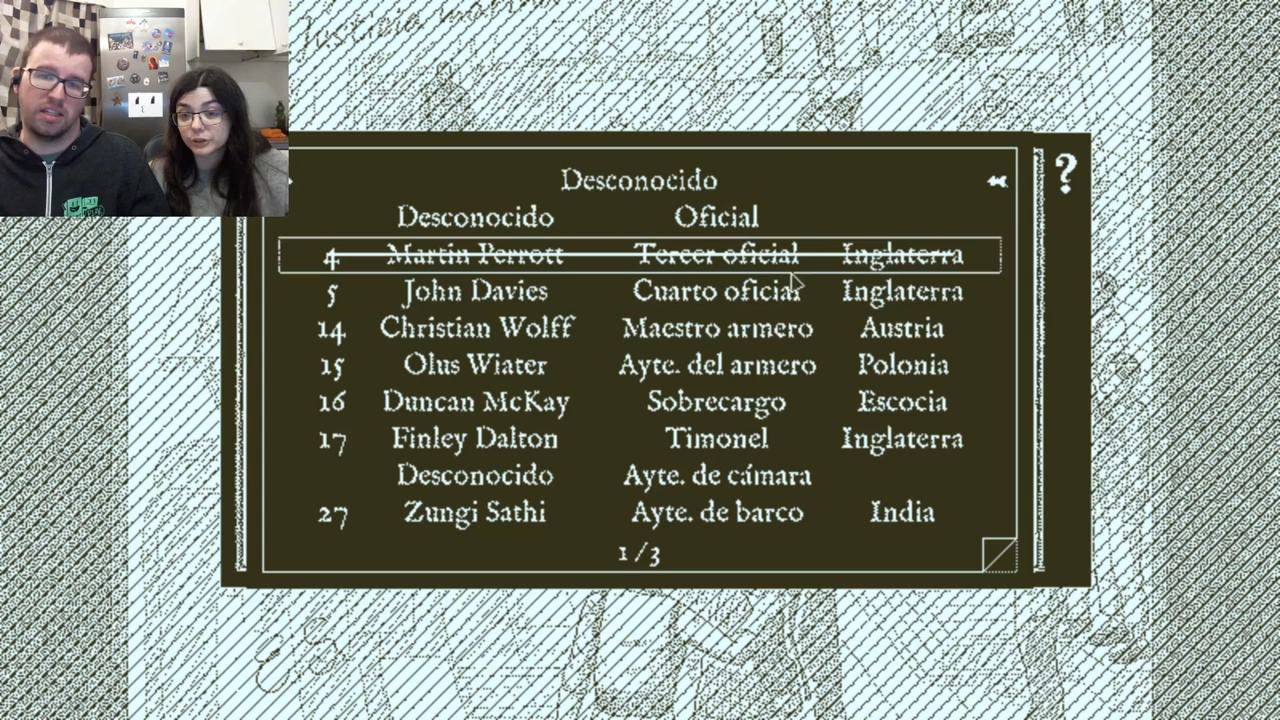 Desconocido
?
Desconocido Oficial
4 Martin Perrott Tercer oficial Inglaterra
5 John Davies Cuarto oficial Inglaterra
14 Christian Wolff Maestro armero Austria
15 Olus Wiater Ayte. del armero Polonia
16 Duncan McKay Sobrecargo Escocia
17 Finley Dalton Timonel Inglaterra
Desconocido Ayte. de cámara
27 Zungi Sathi Ayte. de barco India
1/3